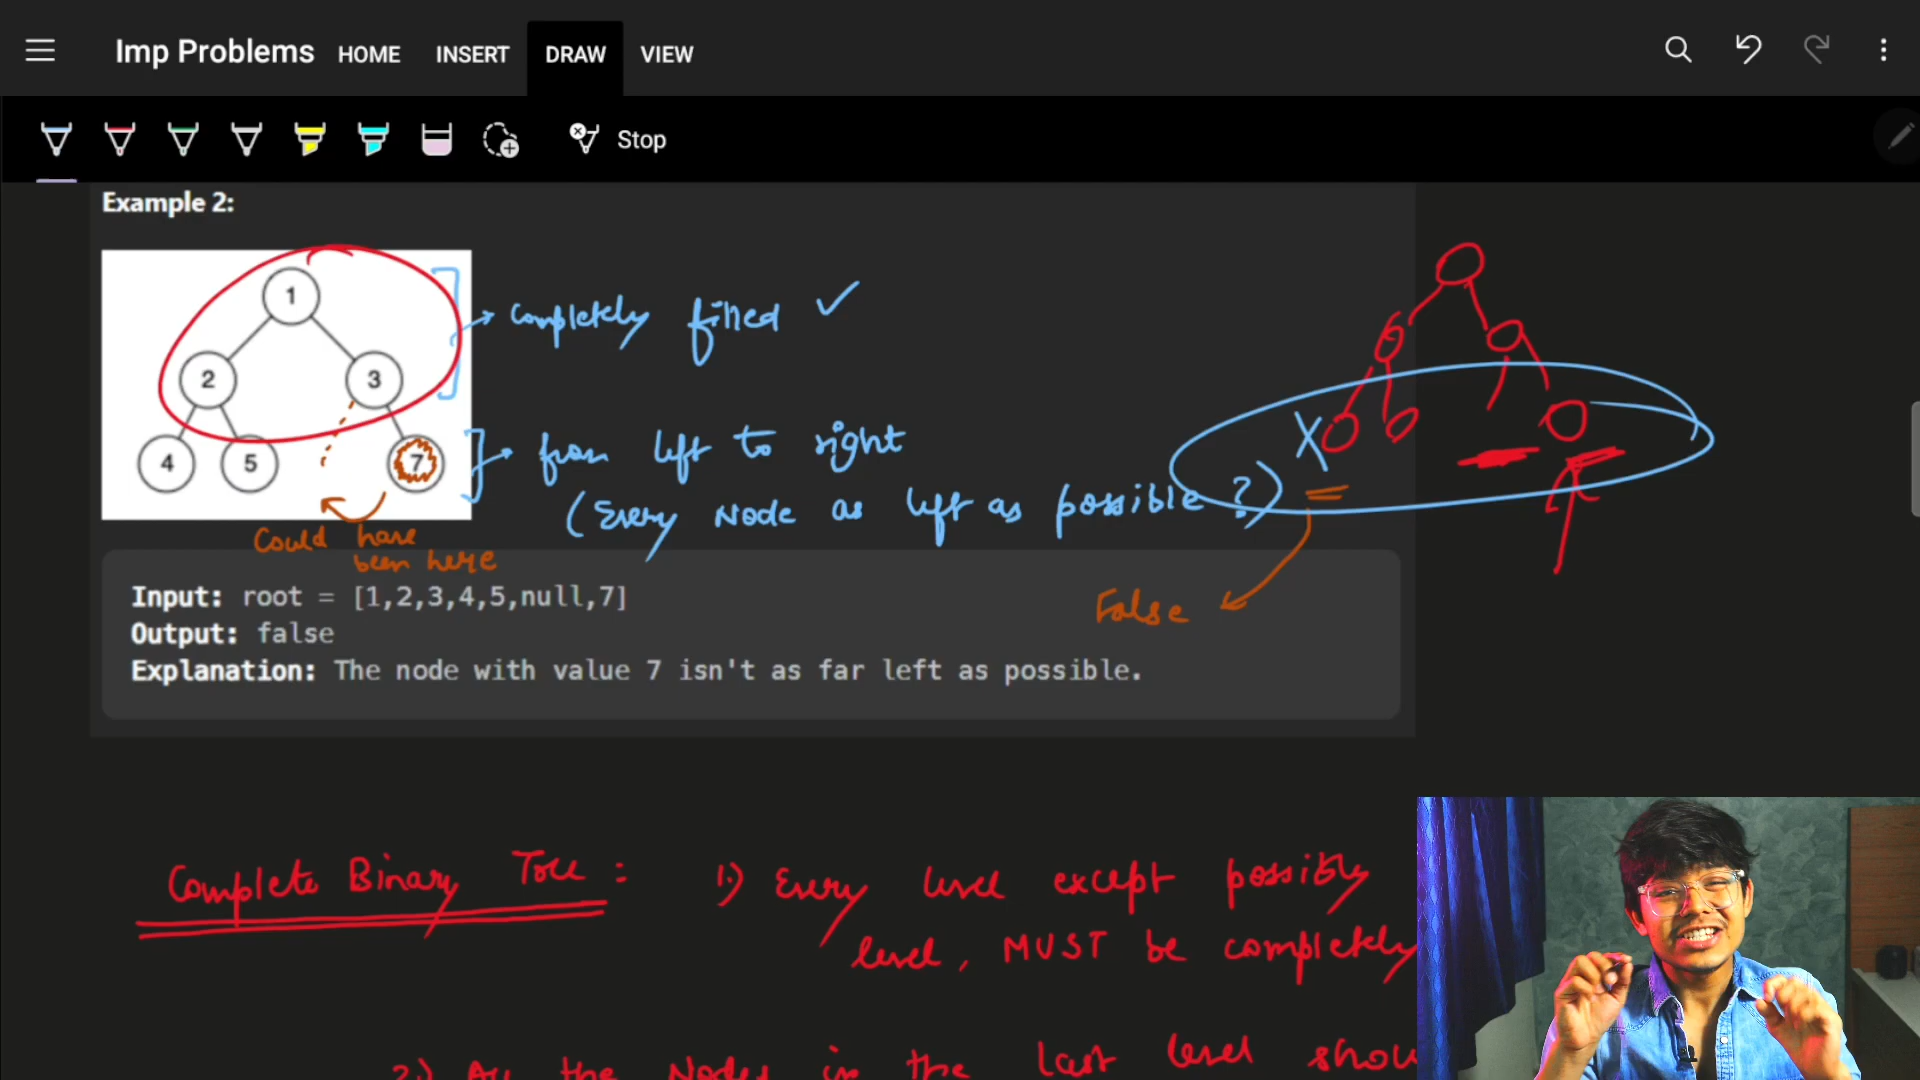 Imp Problems HOME INSERT DRAW VIEW
Stop
Example 2:
1
2 3
4 5 7
Completely filled ✓
from left to right
(Every Node as left as possible ?)
X
Could have
been here
False
Input: root = [1,2,3,4,5,null,7]
Output: false
Explanation: The node with value 7 isn't as far left as possible.
Complete Binary Tree : 1.) Every level except possibly
level, MUST be completely
2.) All the Nodes in the last level shou